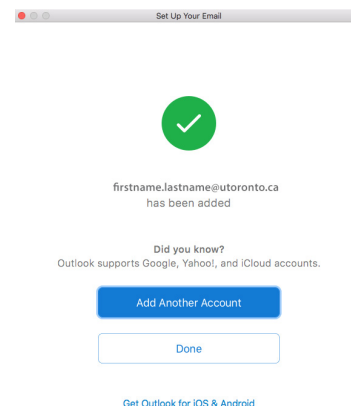 Set Up Your Email
firstname.lastname@utoronto.ca
has been added
Did you know?
Outlook supports Google, Yahoo!, and iCloud accounts.
Add Another Account
Done
Get Outlook for iOS & Android